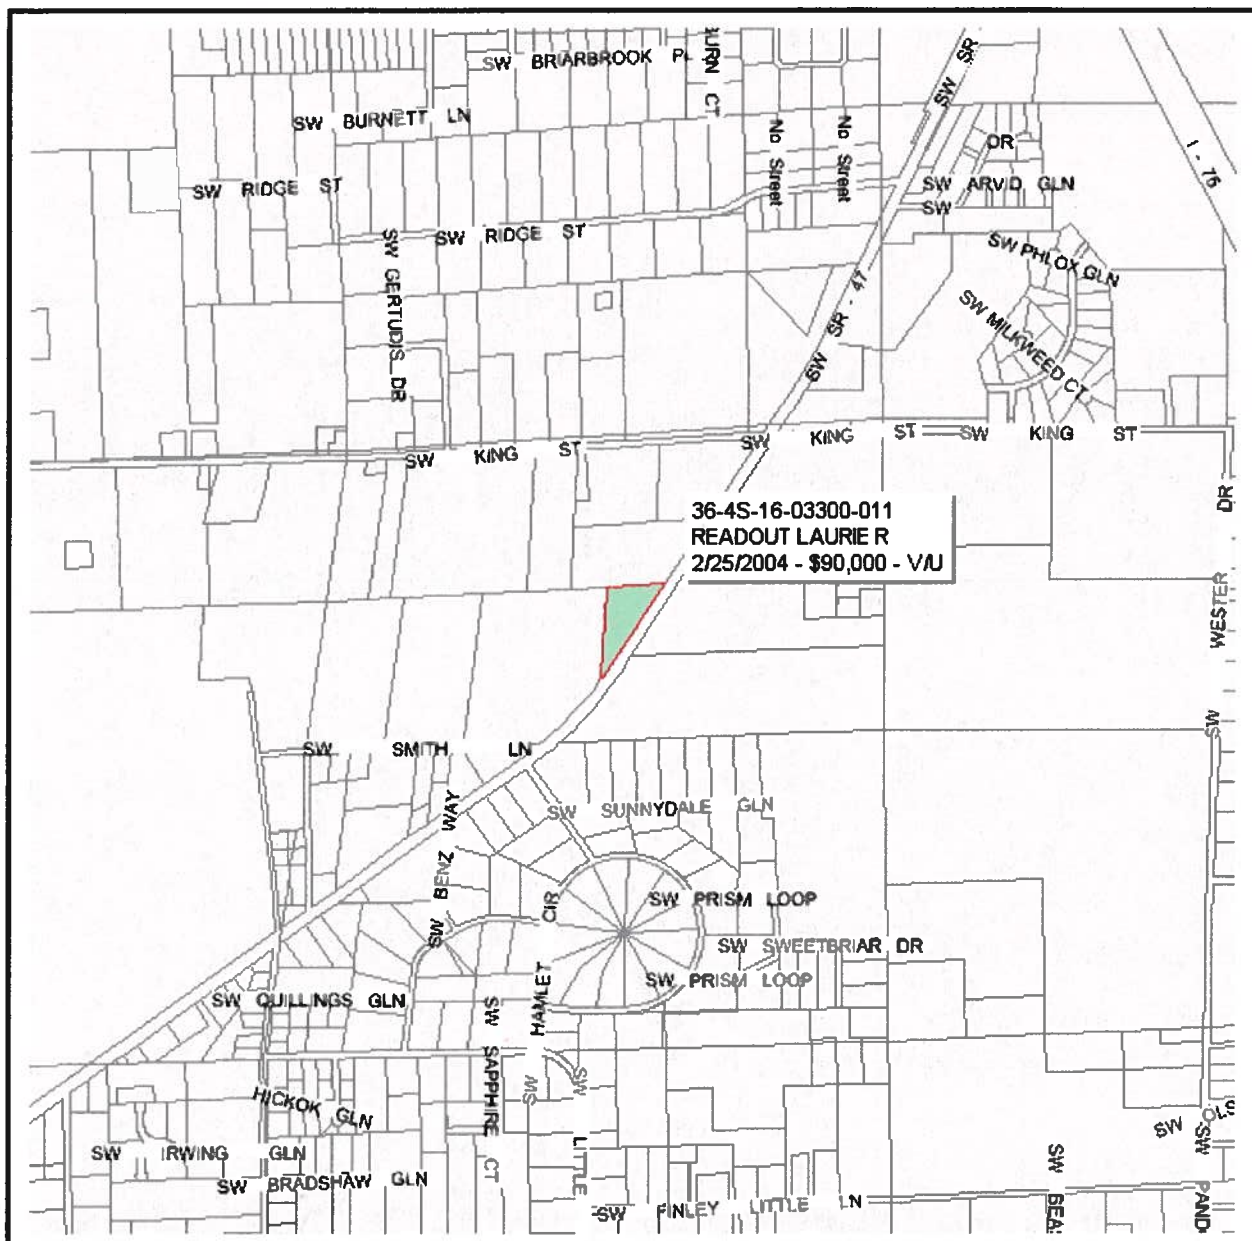 SW BRIARBROOK PL
BURN CT
SW SR
SW BURNETT LN
No Street
No Street
DR
I - 75
SW RIDGE ST
SW ARVID GLN
SW
SW RIDGE ST
SW GERTUDIS DR
SW PHLOX GLN
SW SR - 47
SW MILKWEED CT
SW KING ST
SW KING ST
SW KING ST
DR
36-4S-16-03300-011
READOUT LAURIE R
2/25/2004 - $90,000 - V/U
WESTER
SW
SW SMITH LN
SW SUNNYDALE GLN
SW BENZ WAY
CIR
SW PRISM LOOP
SW SWEETBRIAR DR
SW PRISM LOOP
SW QUILLINGS GLN
HAMLET
SW
SW SAPPHIRE CT
SW
LITTLE
HICKOK GLN
SW IRWING GLN
SW BRADSHAW GLN
SW FINLEY LITTLE LN
SW
SW
SW PAND